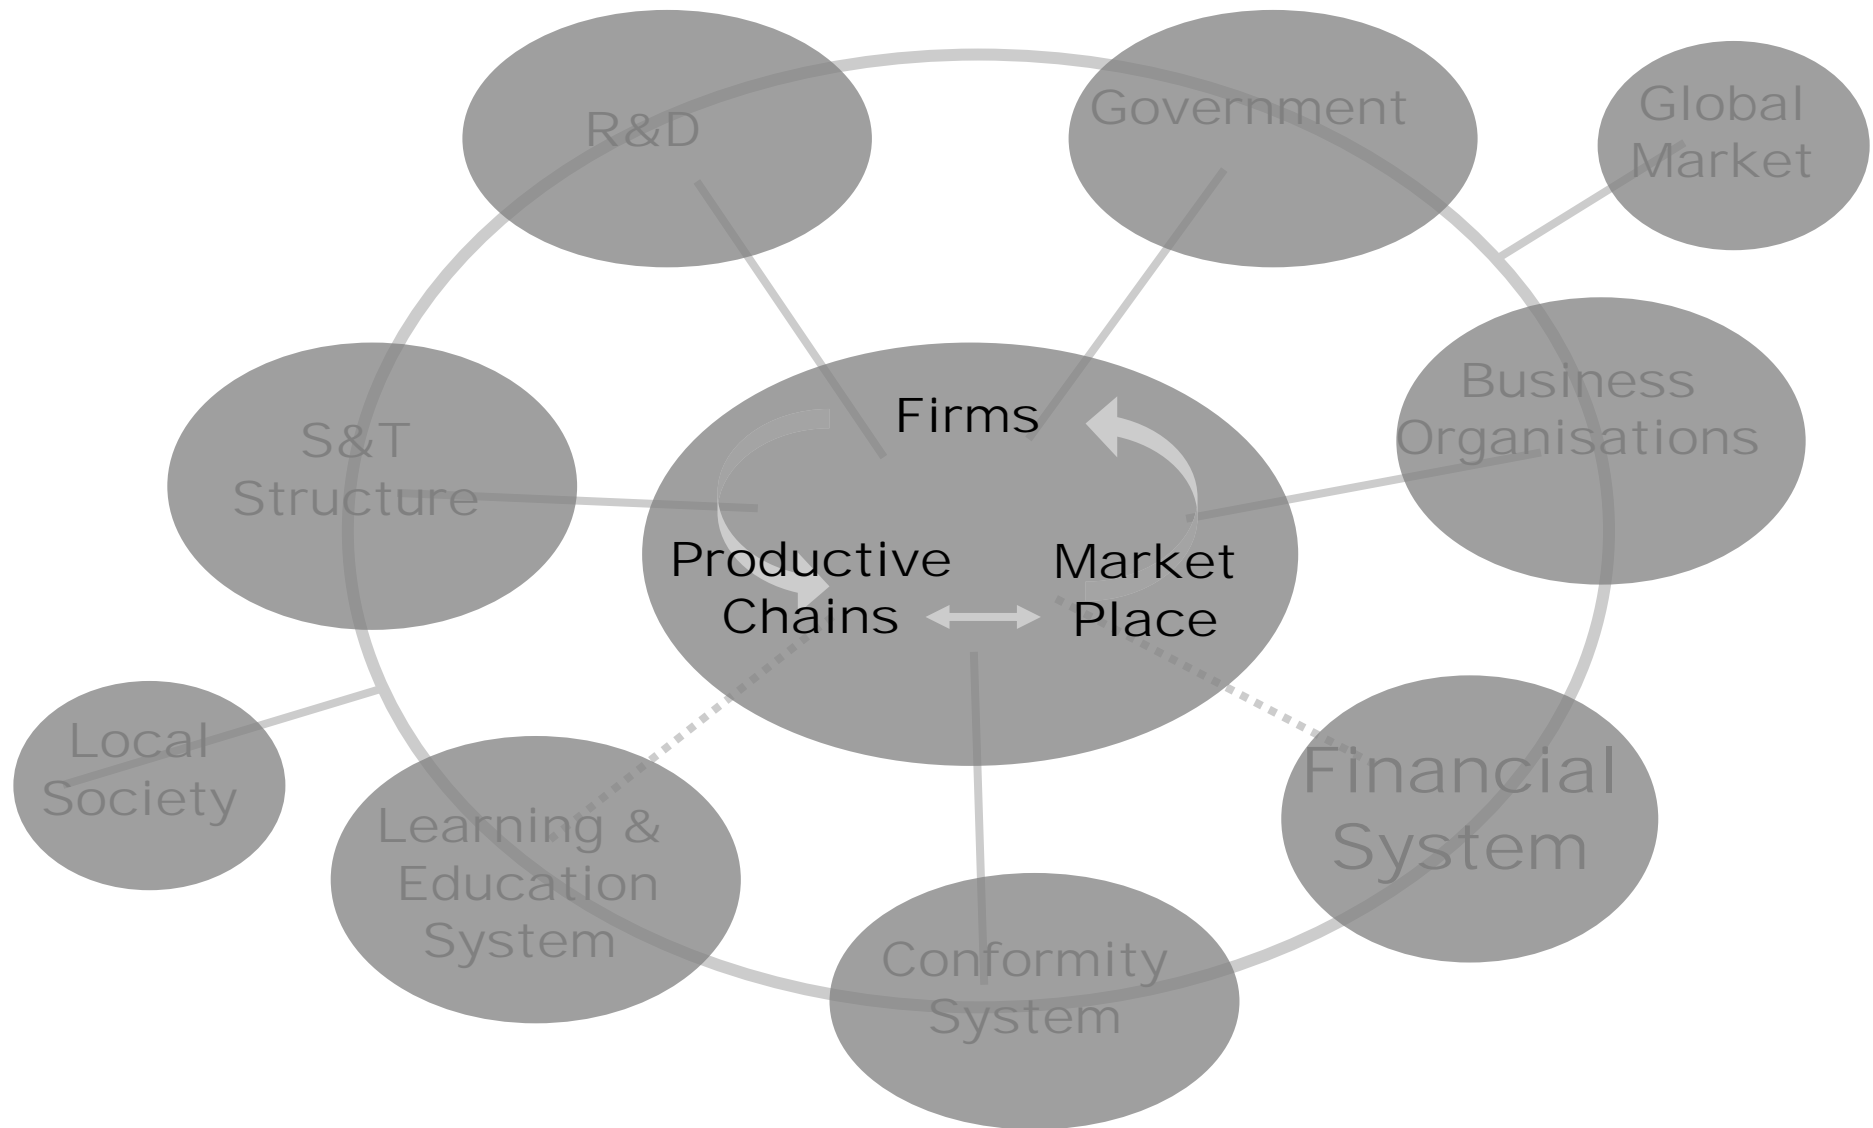 R&D
Government
Global
Market
Business
Organisations
Firms
S&T
Structure
Productive
Chains
Market
Place
Local
Society
Learning &
Education
System
Financial
System
Conformity
System